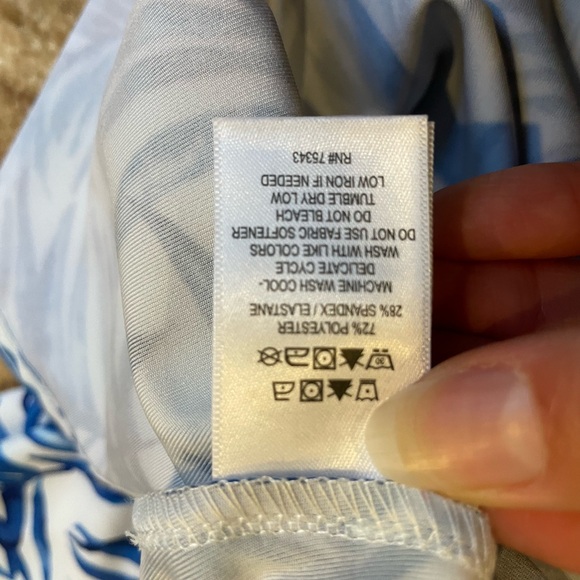 72% POLYESTER
28% SPANDEX / ELASTANE
MACHINE WASH COOL-
DELICATE CYCLE
WASH WITH LIKE COLORS
DO NOT USE FABRIC SOFTENER
DO NOT BLEACH
TUMBLE DRY LOW
LOW IRON IF NEEDED
RN# 75343